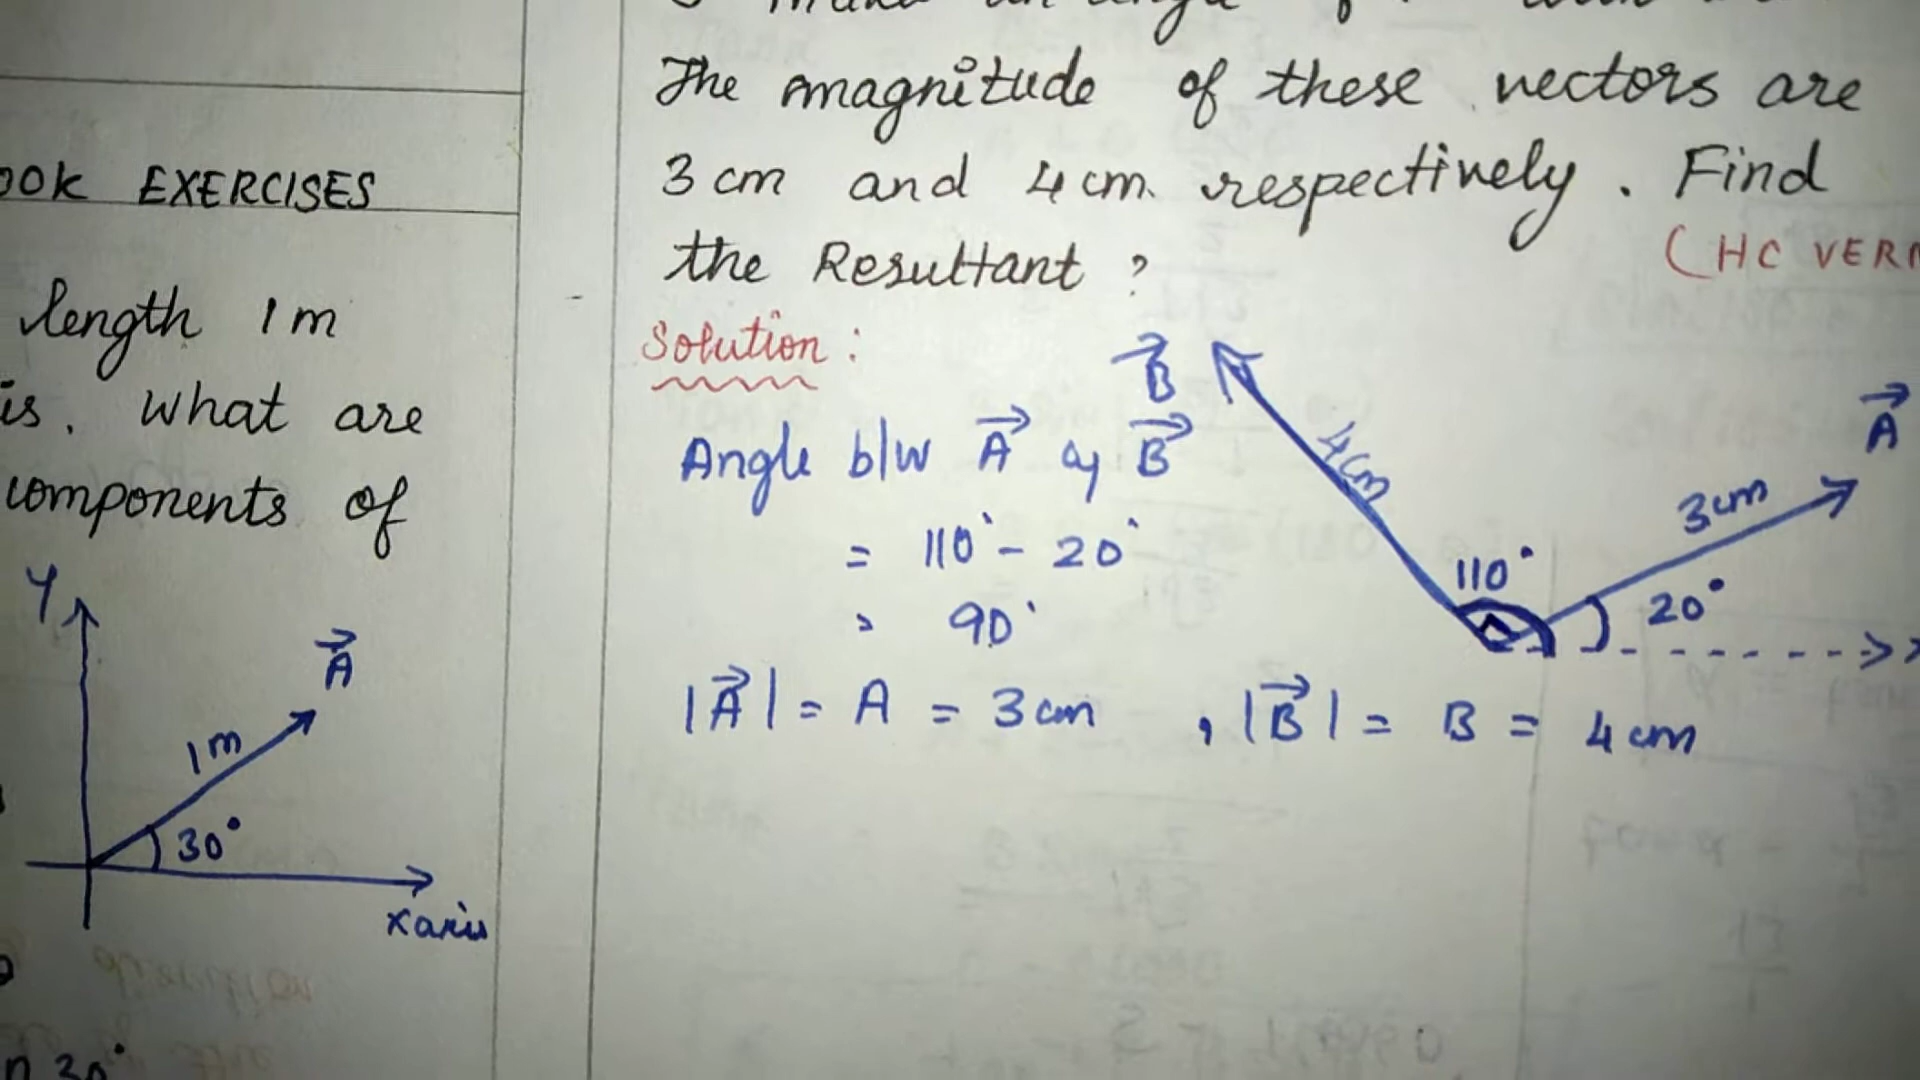 EXERCISES
length 1m
is. What are
components of
Y
A
1m
30°
x axis
The magnitude of these vectors are
3 cm and 4 cm respectively. Find
the Resultant ?
(HC VER
Solution :
Angle b/w A & B
= 110° - 20°
= 90°
|A| = A = 3 cm , |B| = B = 4 cm
B
4cm
A
3cm
110°
20°